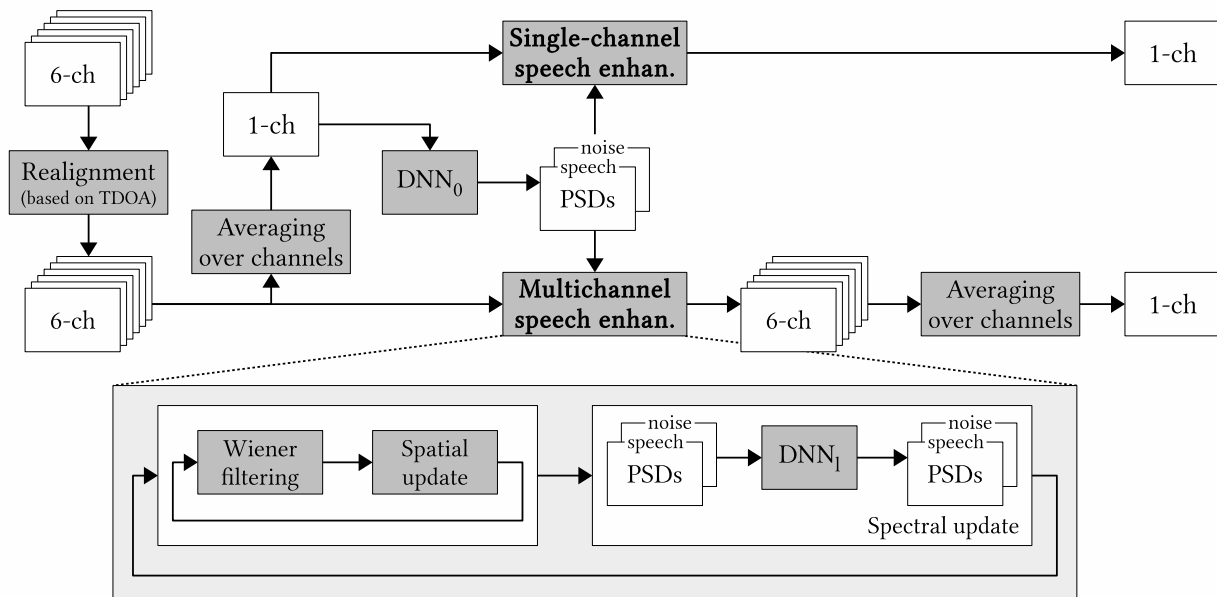 6-ch
Realignment
(based on TDOA)
6-ch
Averaging
over channels
1-ch
DNN0
noise
speech
PSDs
Single-channel
speech enhan.
1-ch
Multichannel
speech enhan.
6-ch
Averaging
over channels
1-ch
Wiener
filtering
Spatial
update
noise
speech
PSDs
DNNl
noise
speech
PSDs
Spectral update